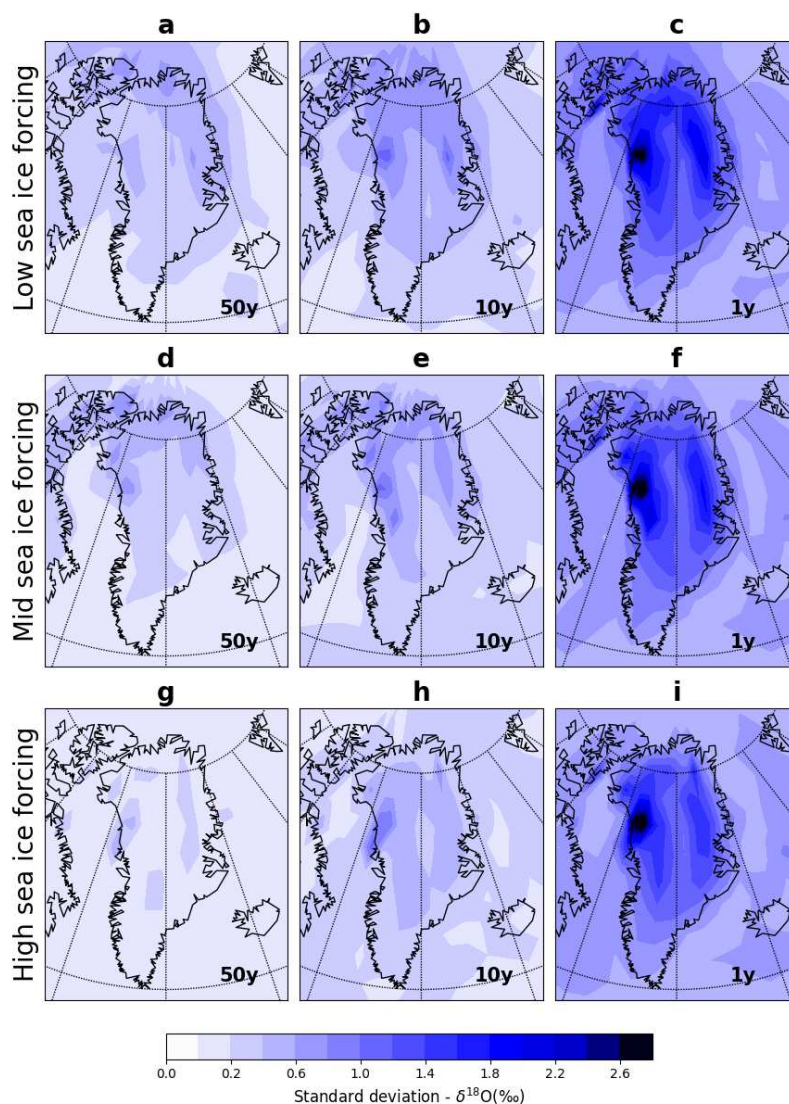 a b c
Low sea ice forcing
50y 10y 1y
d e f
Mid sea ice forcing
50y 10y 1y
g h i
High sea ice forcing
50y 10y 1y
0.0 0.2 0.6 1.0 1.4 1.8 2.2 2.6
Standard deviation - δ¹⁸O(‰)